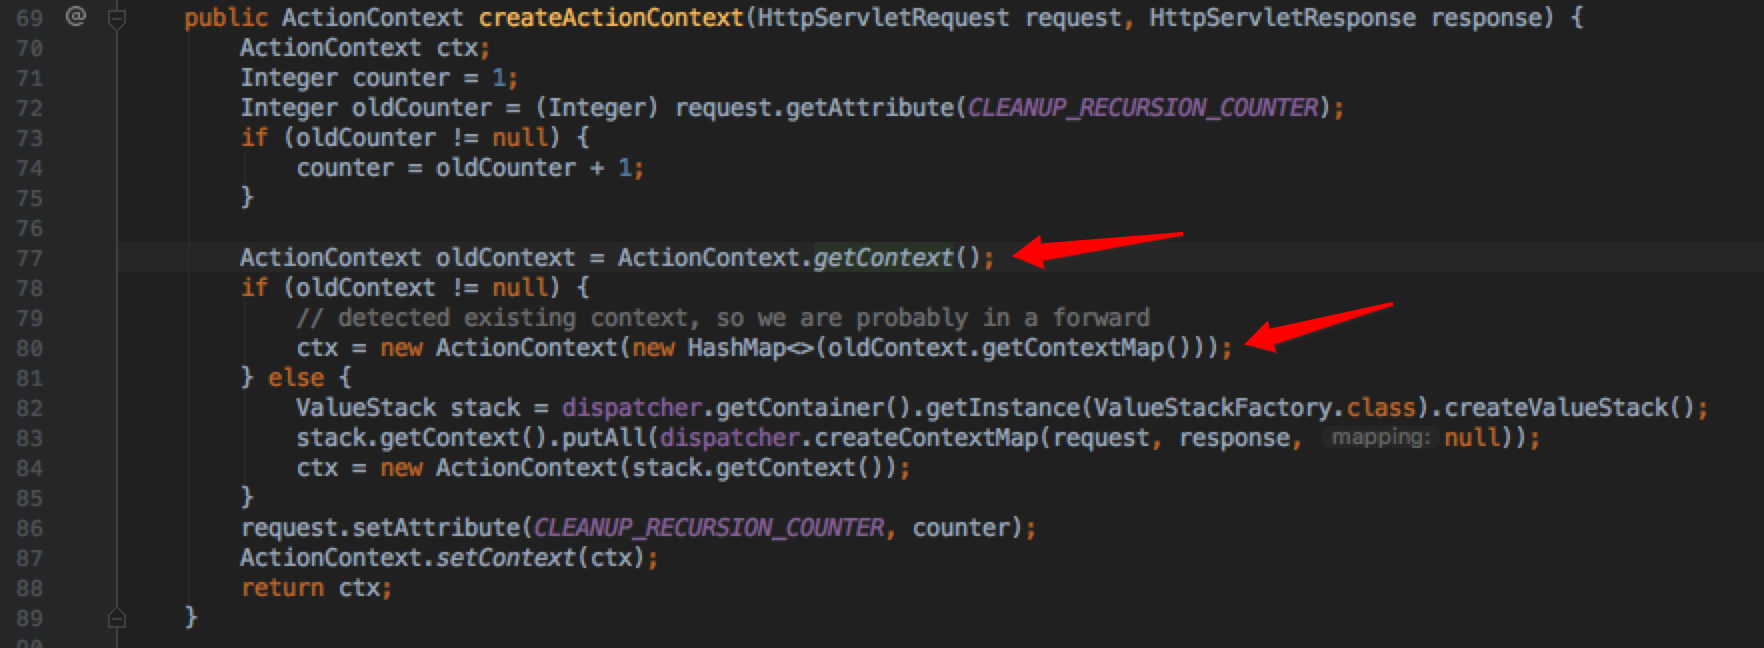 69 @ public ActionContext createActionContext(HttpServletRequest request, HttpServletResponse response) {
70 ActionContext ctx;
71 Integer counter = 1;
72 Integer oldCounter = (Integer) request.getAttribute(CLEANUP_RECURSION_COUNTER);
73 if (oldCounter != null) {
74 counter = oldCounter + 1;
75 }
76
77 ActionContext oldContext = ActionContext.getContext();
78 if (oldContext != null) {
79 // detected existing context, so we are probably in a forward
80 ctx = new ActionContext(new HashMap<>(oldContext.getContextMap()));
81 } else {
82 ValueStack stack = dispatcher.getContainer().getInstance(ValueStackFactory.class).createValueStack();
83 stack.getContext().putAll(dispatcher.createContextMap(request, response, mapping: null));
84 ctx = new ActionContext(stack.getContext());
85 }
86 request.setAttribute(CLEANUP_RECURSION_COUNTER, counter);
87 ActionContext.setContext(ctx);
88 return ctx;
89 }